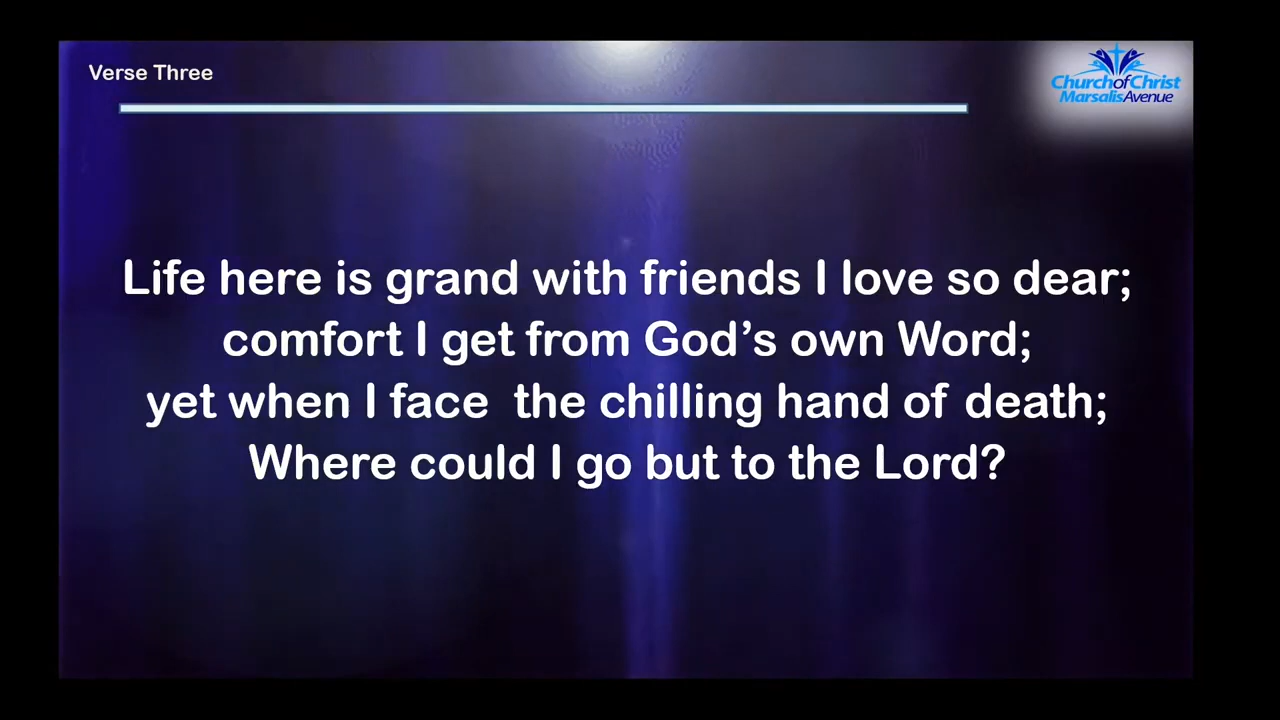 Verse Three
Church of Christ
Marsalis Avenue
Life here is grand with friends I love so dear;
comfort I get from God's own Word;
yet when I face  the chilling hand of death;
Where could I go but to the Lord?